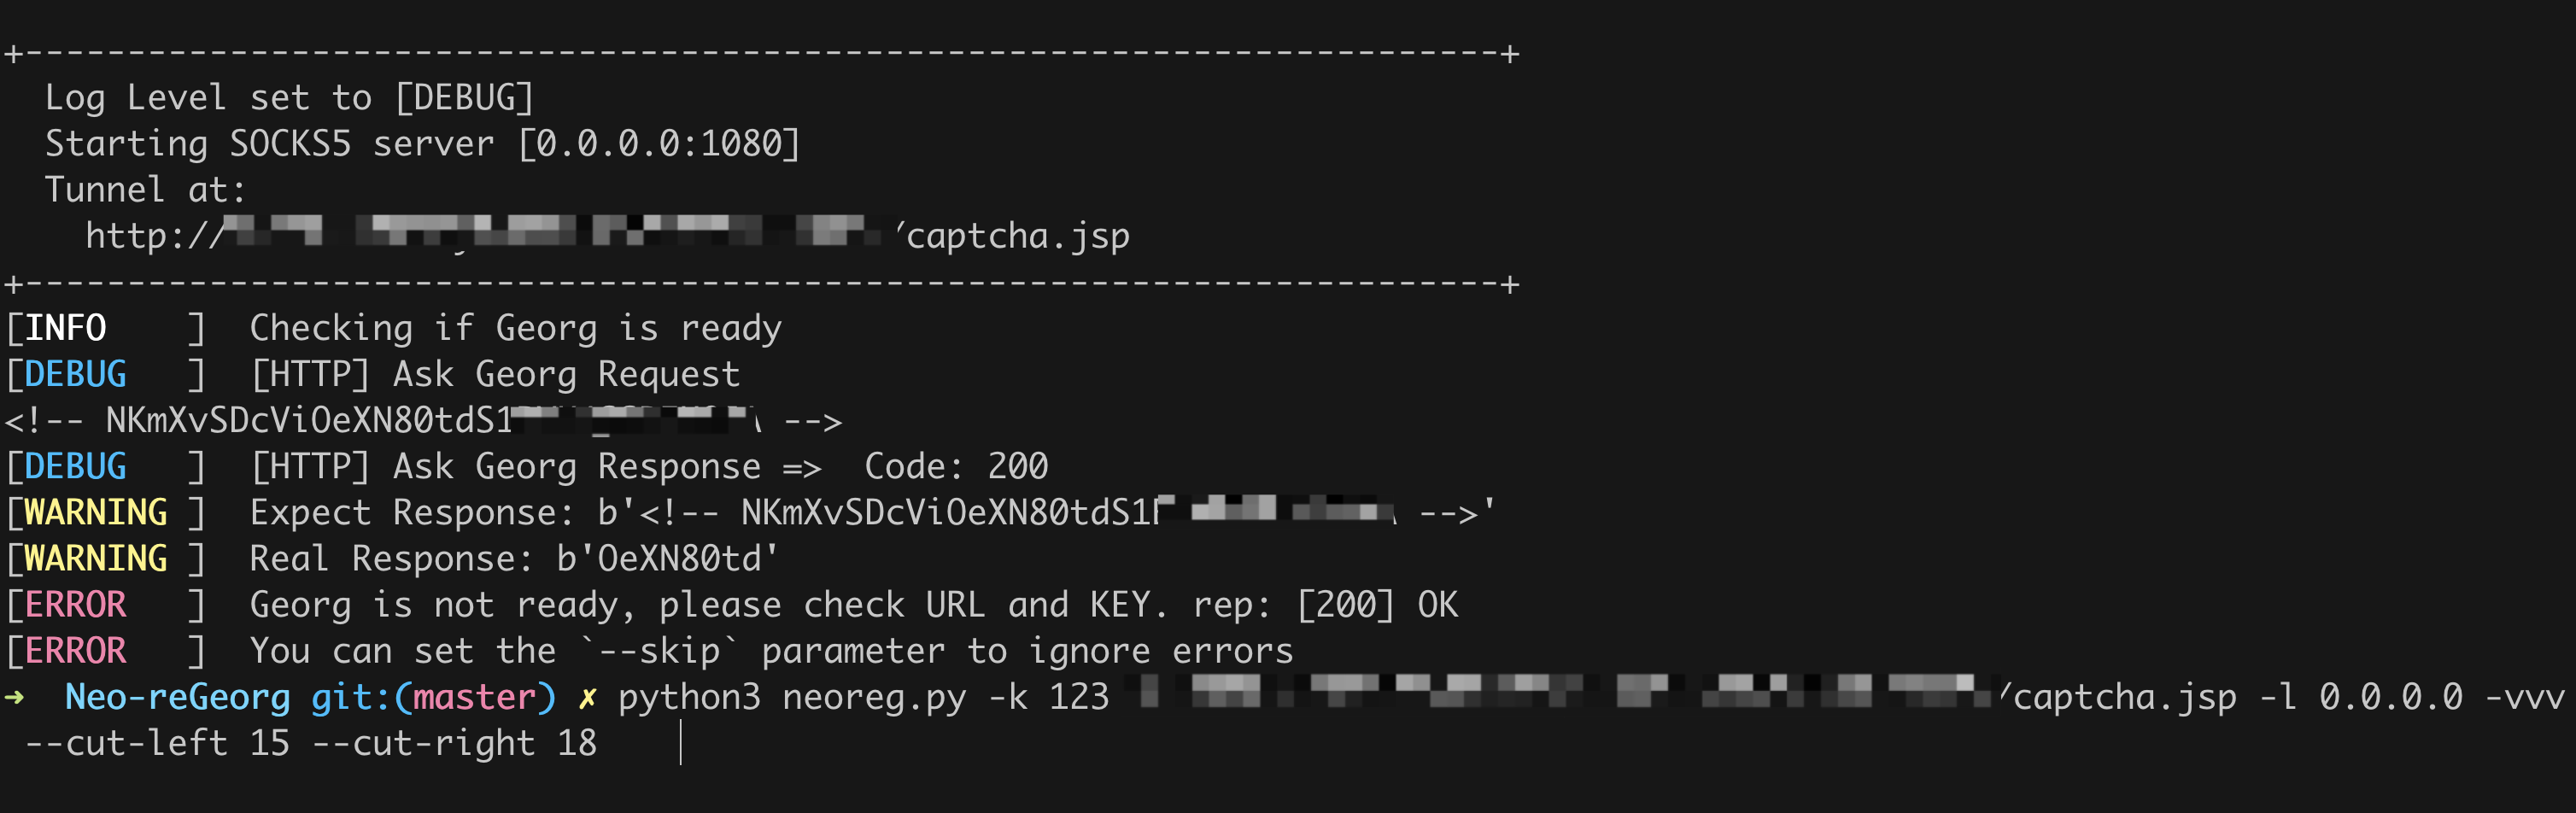 +------------------------------------------------------------------------+
Log Level set to [DEBUG]
Starting SOCKS5 server [0.0.0.0:1080]
Tunnel at:
http:// /captcha.jsp
+------------------------------------------------------------------------+
[INFO   ]  Checking if Georg is ready
[DEBUG   ]  [HTTP] Ask Georg Request
<!-- NKmXvSDcViOeXN80tdS1 -->
[DEBUG   ]  [HTTP] Ask Georg Response =>  Code: 200
[WARNING ]  Expect Response: b'<!-- NKmXvSDcViOeXN80tdS1 -->'
[WARNING ]  Real Response: b'OeXN80td'
[ERROR   ]  Georg is not ready, please check URL and KEY. rep: [200] OK
[ERROR   ]  You can set the `--skip` parameter to ignore errors
➜  Neo-reGeorg git:(master) ✗ python3 neoreg.py -k 123 /captcha.jsp -l 0.0.0.0 -vvv
--cut-left 15 --cut-right 18